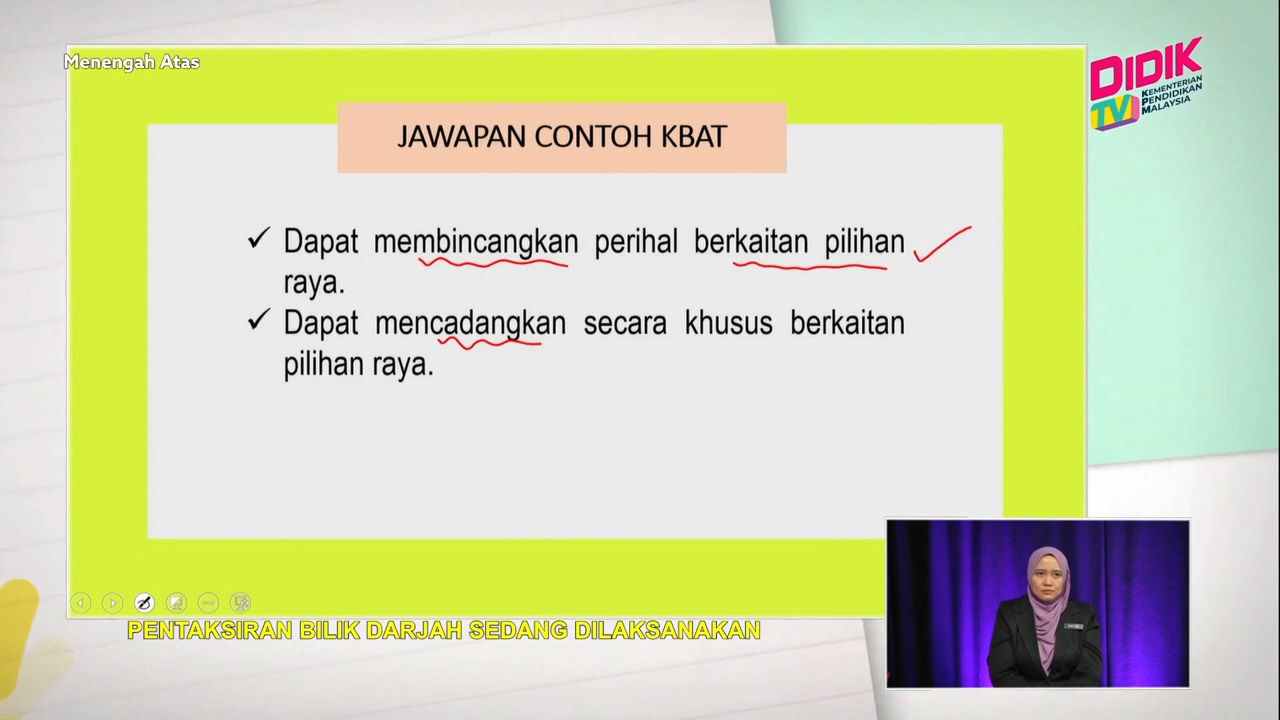 Menengah Atas
DIDIK
TV
KEMENTERIAN
PENDIDIKAN
MALAYSIA
JAWAPAN CONTOH KBAT
✓ Dapat membincangkan perihal berkaitan pilihan
raya.
✓ Dapat mencadangkan secara khusus berkaitan
pilihan raya.
PENTAKSIRAN BILIK DARJAH SEDANG DILAKSANAKAN